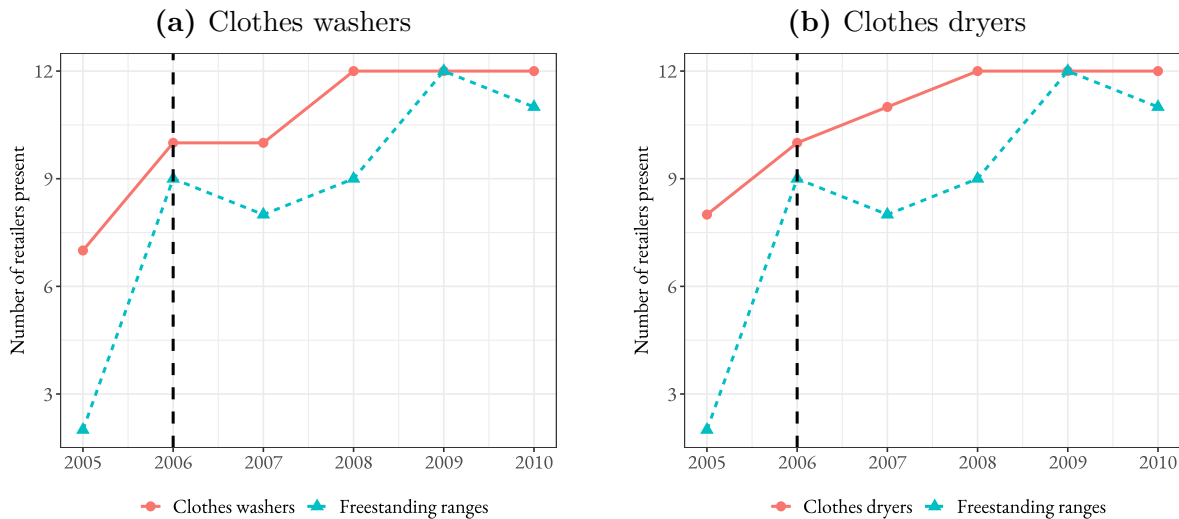 (a) Clothes washers
Number of retailers present
12
9
6
3
2005 2006 2007 2008 2009 2010
Clothes washers Freestanding ranges
(b) Clothes dryers
Number of retailers present
12
9
6
3
2005 2006 2007 2008 2009 2010
Clothes dryers Freestanding ranges